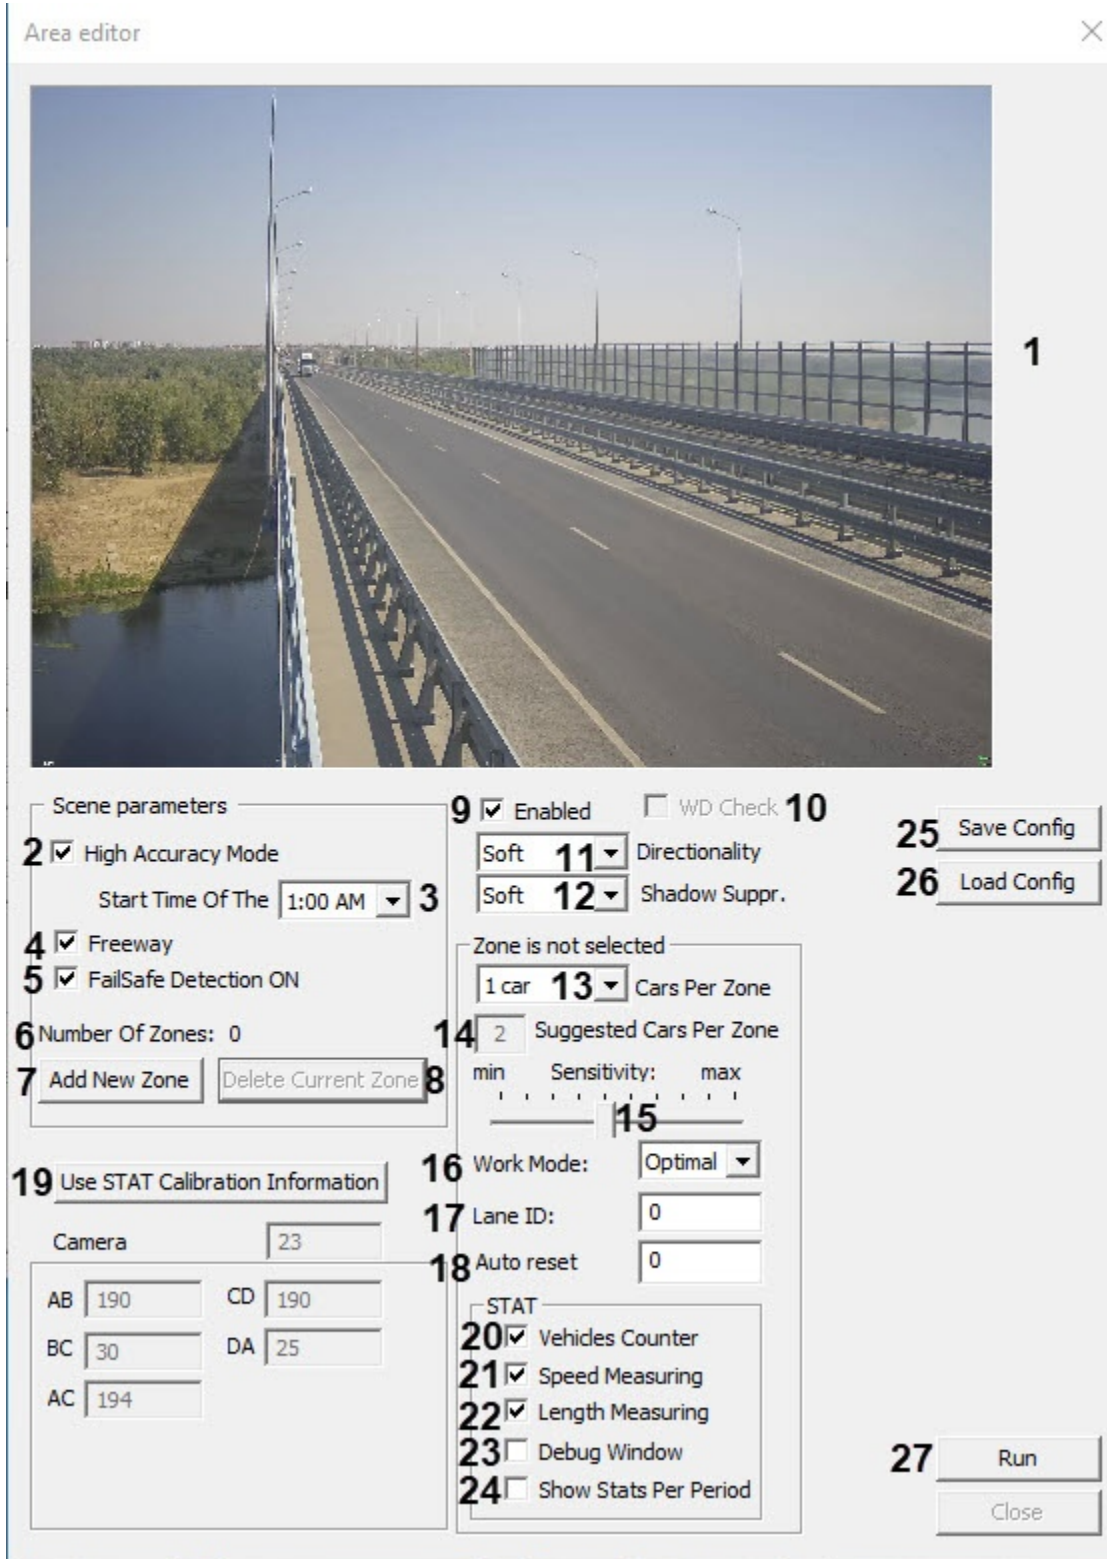 Area editor
1
Scene parameters
2 High Accuracy Mode
Start Time Of The 1:00 AM 3
4 Freeway
5 FailSafe Detection ON
6 Number Of Zones: 0
7 Add New Zone Delete Current Zone 8
9 Enabled WD Check 10
Soft 11 Directionality
Soft 12 Shadow Suppr.
25 Save Config
26 Load Config
Zone is not selected
1 car 13 Cars Per Zone
14 2 Suggested Cars Per Zone
min Sensitivity: max
15
16 Work Mode: Optimal
17 Lane ID: 0
18 Auto reset 0
19 Use STAT Calibration Information
Camera 23
AB 190 CD 190
BC 30 DA 25
AC 194
STAT
20 Vehicles Counter
21 Speed Measuring
22 Length Measuring
23 Debug Window
24 Show Stats Per Period
27 Run
Close